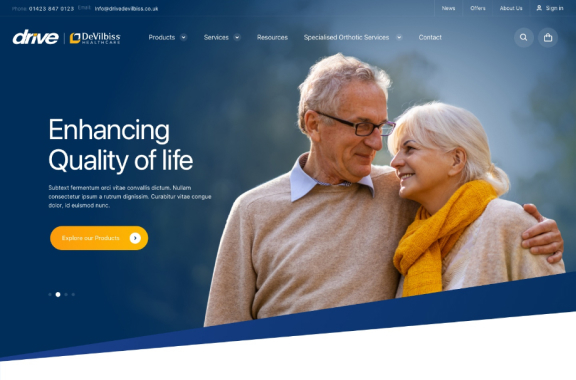 Phone: 01423 847 0123 Email: info@drivedevilbiss.co.uk News Offers About Us Sign in
drive DeVilbiss HEALTHCARE Products Services Resources Specialised Orthotic Services Contact
Enhancing
Quality of life
Subtext fermentum orci vitae convallis dictum. Nullam
consectetur ipsum a rutrum dignissim. Curabitur vitae congue
dolor, id euismod nunc.
Explore our Products